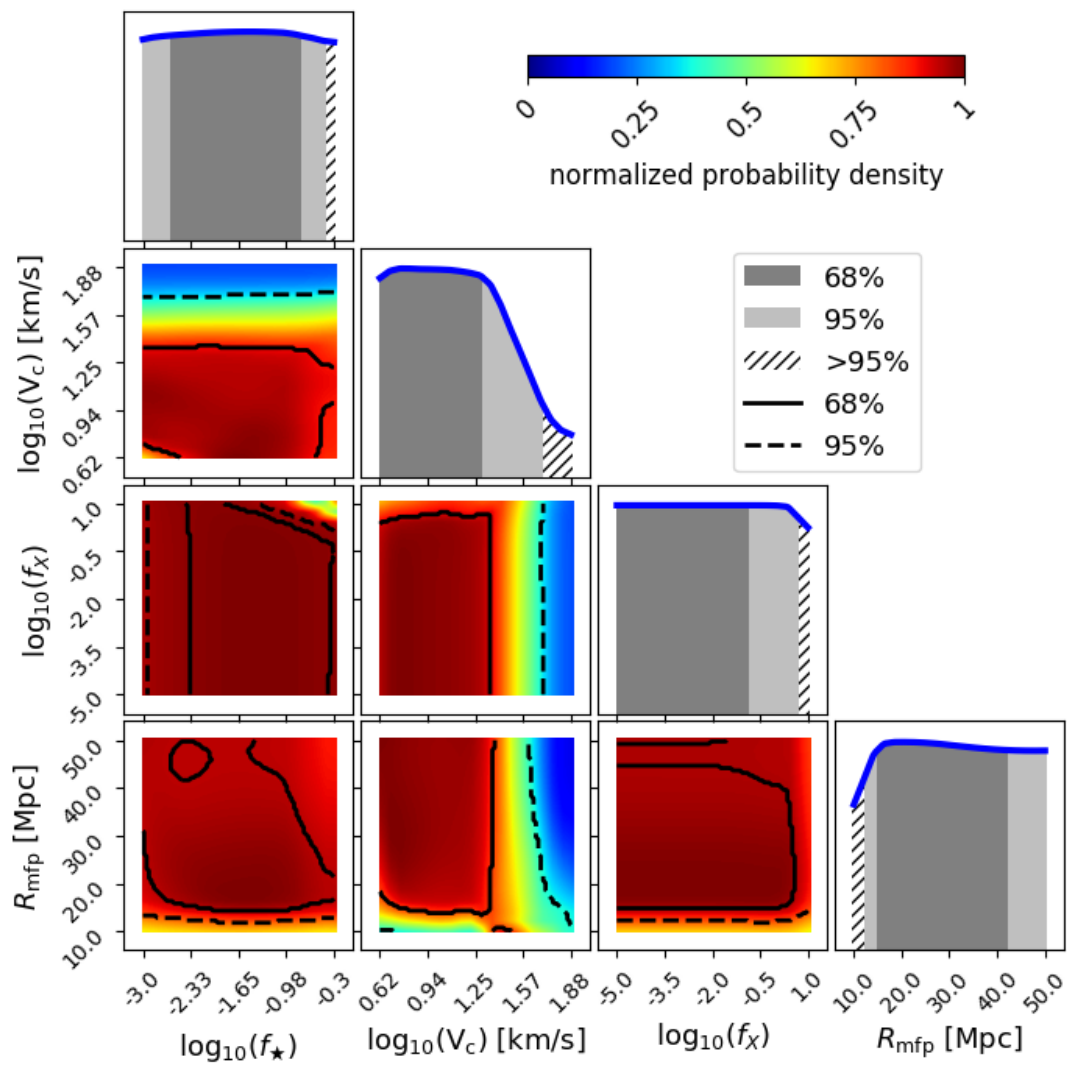 0 0.25 0.5 0.75 1
normalized probability density
68%
95%
>95%
68%
95%
log₁₀(V_c) [km/s]
1.88
1.57
1.25
0.94
0.62
log₁₀(f_X)
1.0
-0.5
-2.0
-3.5
-5.0
R_mfp [Mpc]
50.0
40.0
30.0
20.0
10.0
-3.0 -2.33 -1.65 -0.98 -0.3
0.62 0.94 1.25 1.57 1.88
-5.0 -3.5 -2.0 -0.5 1.0
10.0 20.0 30.0 40.0 50.0
log₁₀(f_★)
log₁₀(V_c) [km/s]
log₁₀(f_X)
R_mfp [Mpc]